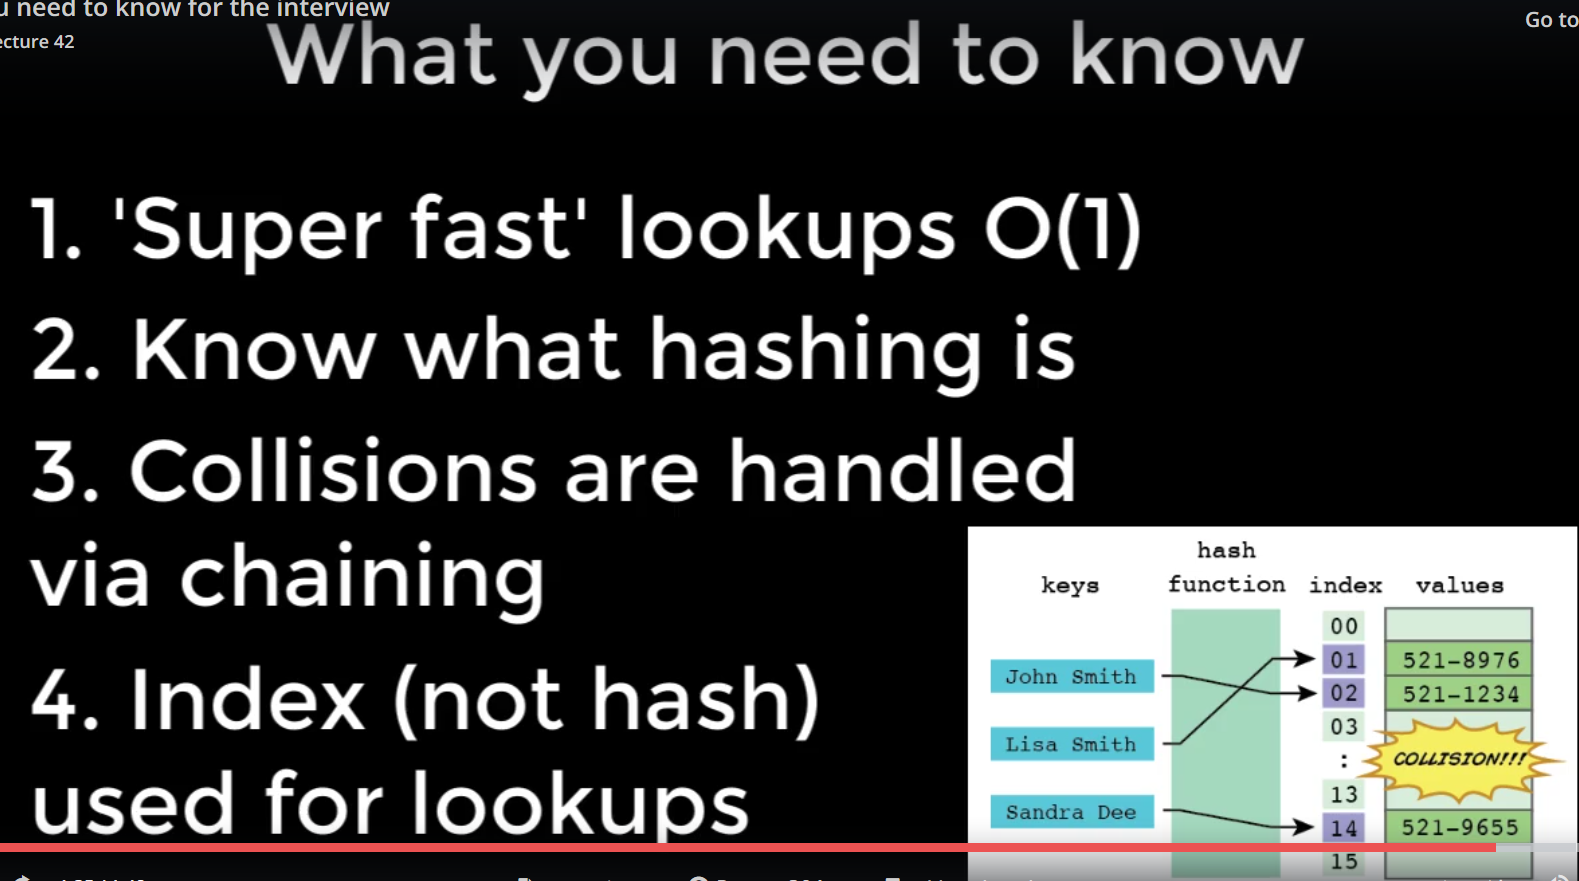 u need to know for the interview
Go to
ecture 42
What you need to know
1. 'Super fast' lookups O(1)
2. Know what hashing is
3. Collisions are handled
via chaining
4. Index (not hash)
used for lookups
hash
keys function index values
00
01 521-8976
John Smith
02 521-1234
03
Lisa Smith
: COLLISION!!!
13
Sandra Dee
14 521-9655
15